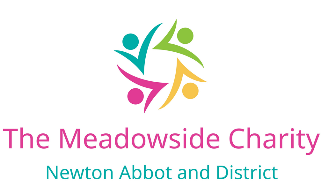 The Meadowside Charity
Newton Abbot and District